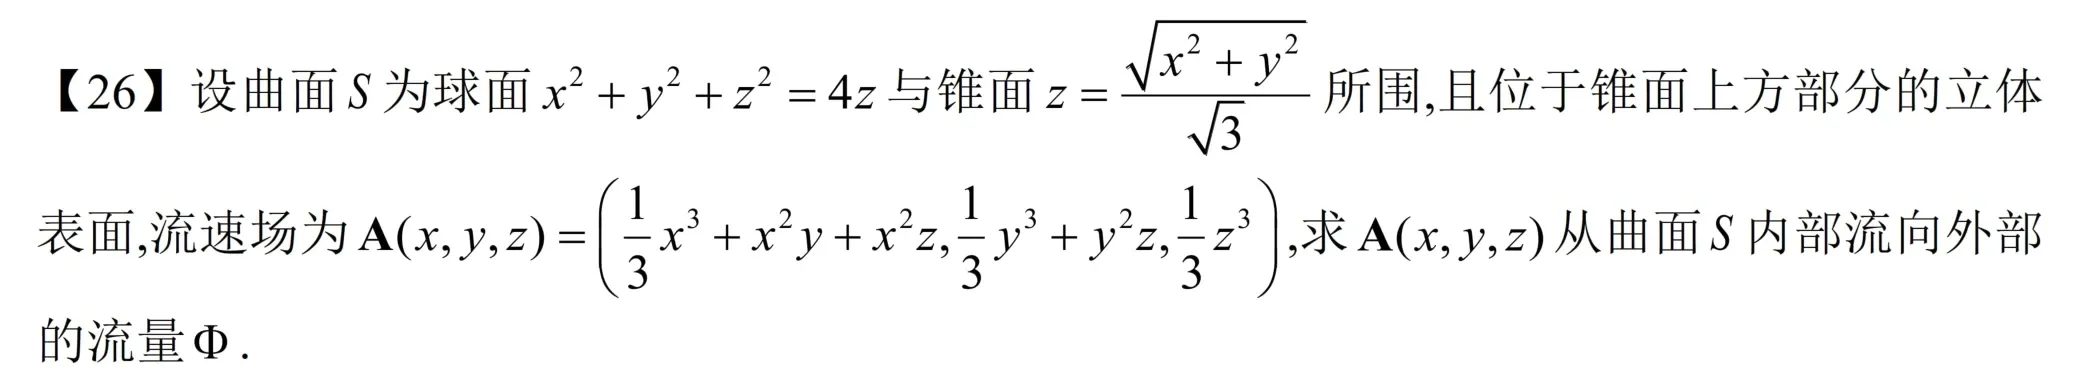 【26】设曲面 S 为球面 x² + y² + z² = 4z 与锥面 z = √(x² + y²)/√3 所围,且位于锥面上方部分的立体
表面,流速场为 A(x, y, z) = (1/3 x³ + x²y + x²z, 1/3 y³ + y²z, 1/3 z³),求 A(x, y, z) 从曲面 S 内部流向外部
的流量 Φ .